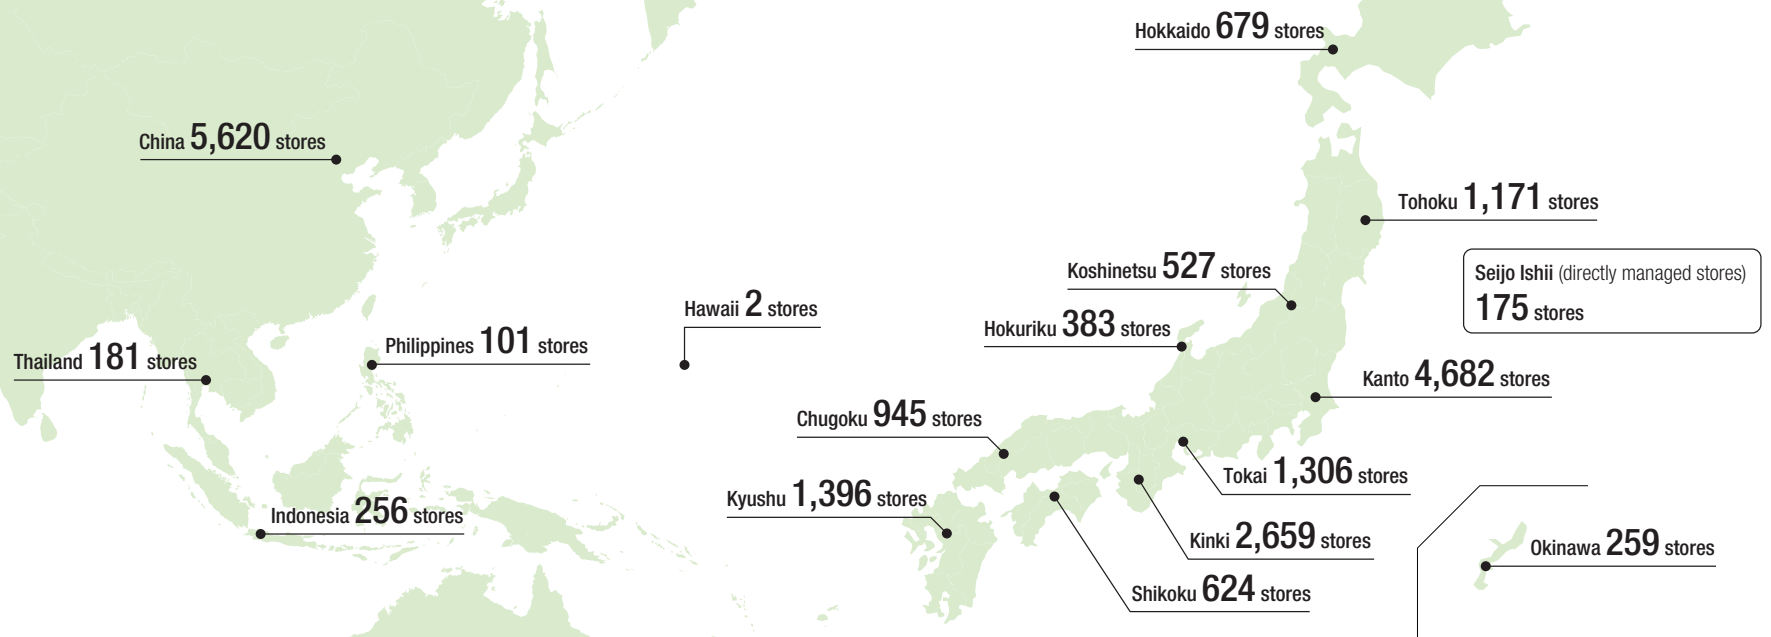 Hokkaido 679 stores
China 5,620 stores
Tohoku 1,171 stores
Koshinetsu 527 stores
Seijo Ishii (directly managed stores)
175 stores
Hawaii 2 stores
Hokuriku 383 stores
Philippines 101 stores
Thailand 181 stores
Kanto 4,682 stores
Chugoku 945 stores
Tokai 1,306 stores
Kyushu 1,396 stores
Indonesia 256 stores
Kinki 2,659 stores
Okinawa 259 stores
Shikoku 624 stores